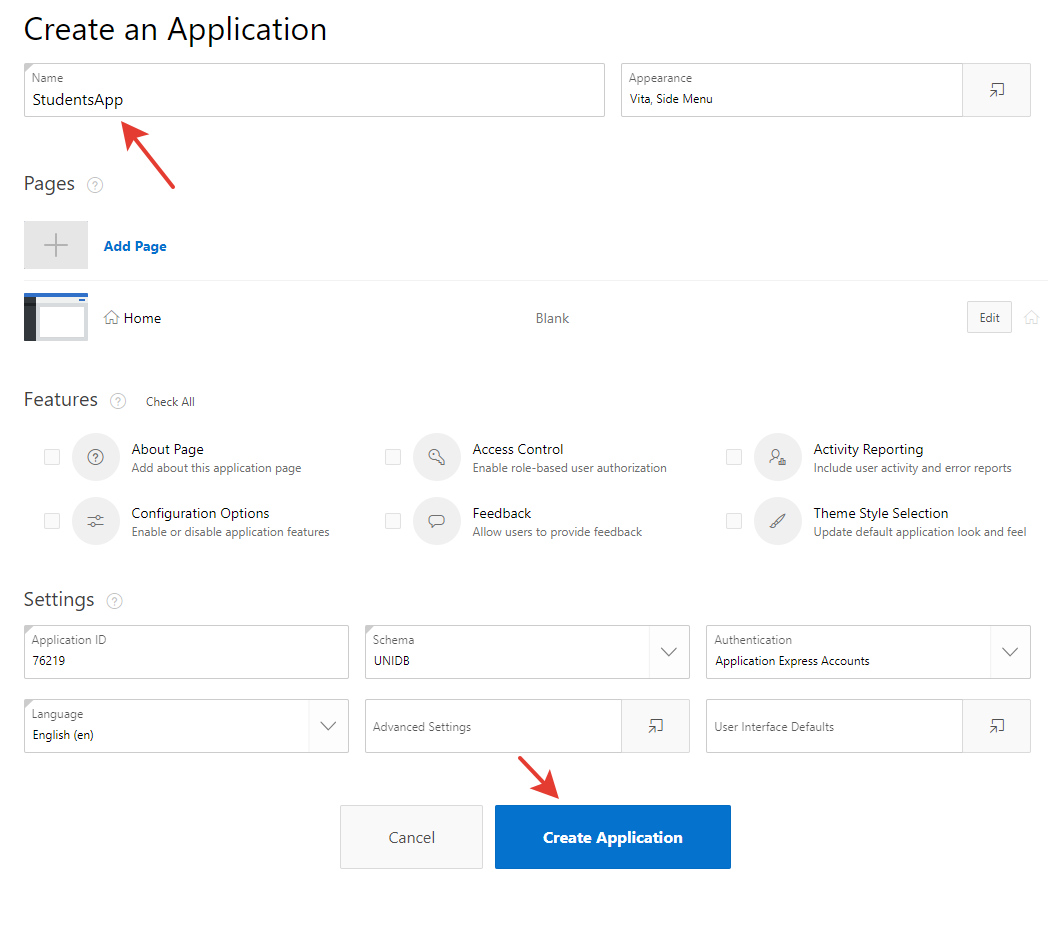 Create an Application
Name
StudentsApp
Appearance
Vita, Side Menu
Pages ?
Add Page
Home Blank Edit
Features ? Check All
About Page
Add about this application page
Access Control
Enable role-based user authorization
Activity Reporting
Include user activity and error reports
Configuration Options
Enable or disable application features
Feedback
Allow users to provide feedback
Theme Style Selection
Update default application look and feel
Settings ?
Application ID
76219
Schema
UNIDB
Authentication
Application Express Accounts
Language
English (en)
Advanced Settings
User Interface Defaults
Cancel
Create Application